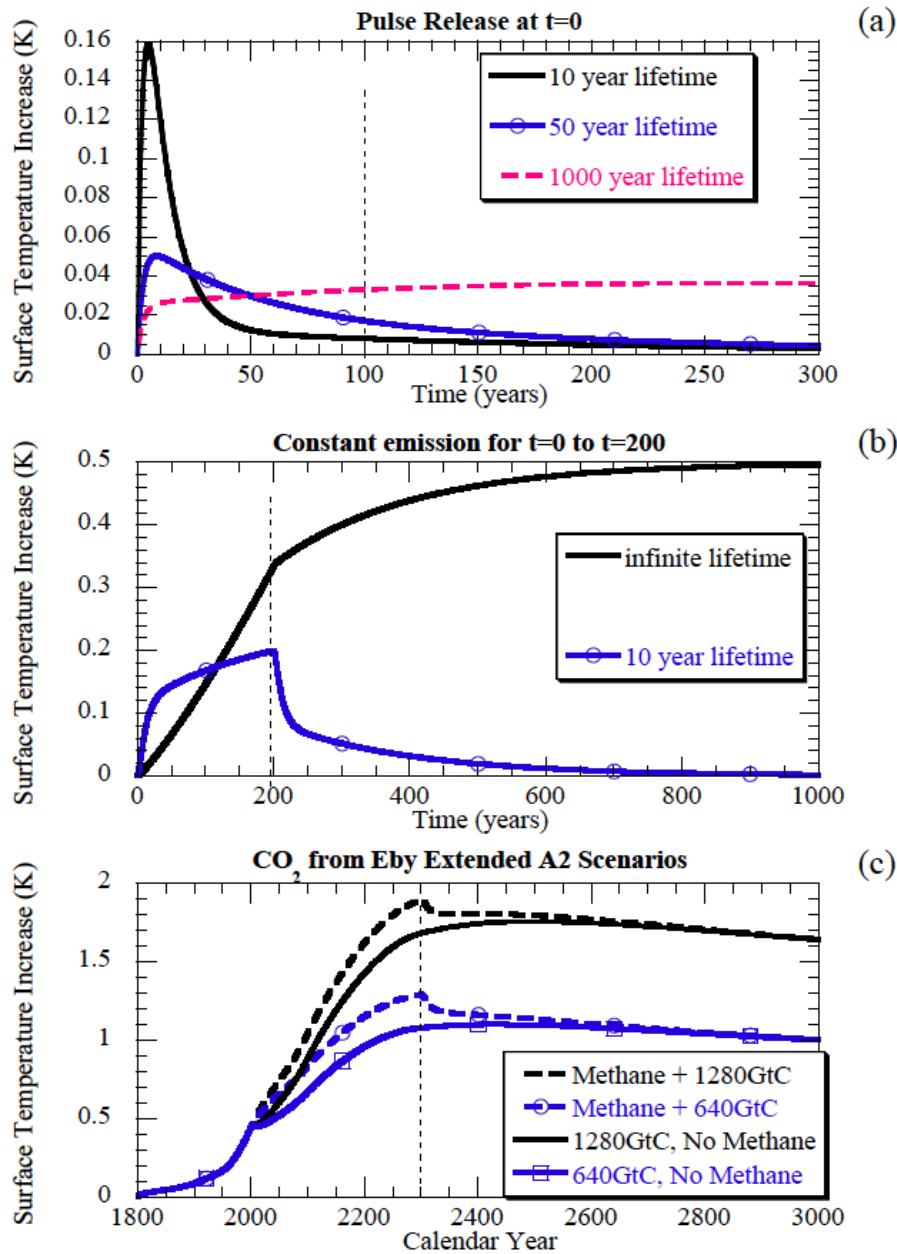 Pulse Release at t=0
(a)
Surface Temperature Increase (K)
0.16
0.14
0.12
0.1
0.08
0.06
0.04
0.02
0
10 year lifetime
50 year lifetime
1000 year lifetime
0 50 100 150 200 250 300
Time (years)
Constant emission for t=0 to t=200
(b)
Surface Temperature Increase (K)
0.5
0.4
0.3
0.2
0.1
0
infinite lifetime
10 year lifetime
0 200 400 600 800 1000
Time (years)
CO2 from Eby Extended A2 Scenarios
(c)
Surface Temperature Increase (K)
2
1.5
1
0.5
0
Methane + 1280GtC
Methane + 640GtC
1280GtC, No Methane
640GtC, No Methane
1800 2000 2200 2400 2600 2800 3000
Calendar Year